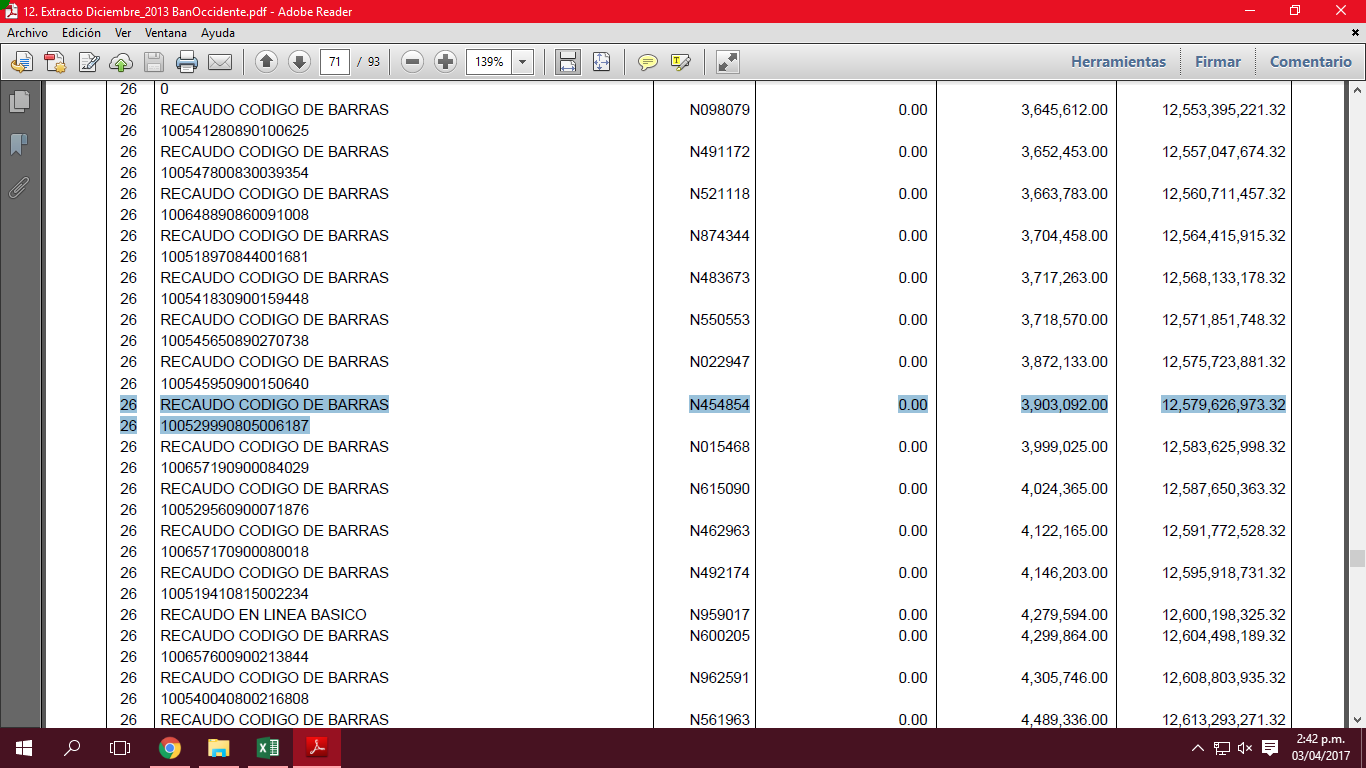 12. Extracto Diciembre_2013 BanOccidente.pdf - Adobe Reader
Archivo Edición Ver Ventana Ayuda
71 / 93 139% Herramientas Firmar Comentario
26 0
26 RECAUDO CODIGO DE BARRAS N098079 0.00 3,645,612.00 12,553,395,221.32
26 100541280890100625
26 RECAUDO CODIGO DE BARRAS N491172 0.00 3,652,453.00 12,557,047,674.32
26 100547800830039354
26 RECAUDO CODIGO DE BARRAS N521118 0.00 3,663,783.00 12,560,711,457.32
26 100648890860091008
26 RECAUDO CODIGO DE BARRAS N874344 0.00 3,704,458.00 12,564,415,915.32
26 100518970844001681
26 RECAUDO CODIGO DE BARRAS N483673 0.00 3,717,263.00 12,568,133,178.32
26 100541830900159448
26 RECAUDO CODIGO DE BARRAS N550553 0.00 3,718,570.00 12,571,851,748.32
26 100545650890270738
26 RECAUDO CODIGO DE BARRAS N022947 0.00 3,872,133.00 12,575,723,881.32
26 100545950900150640
26 RECAUDO CODIGO DE BARRAS N454854 0.00 3,903,092.00 12,579,626,973.32
26 100529990805006187
26 RECAUDO CODIGO DE BARRAS N015468 0.00 3,999,025.00 12,583,625,998.32
26 100657190900084029
26 RECAUDO CODIGO DE BARRAS N615090 0.00 4,024,365.00 12,587,650,363.32
26 100529560900071876
26 RECAUDO CODIGO DE BARRAS N462963 0.00 4,122,165.00 12,591,772,528.32
26 100657170900080018
26 RECAUDO CODIGO DE BARRAS N492174 0.00 4,146,203.00 12,595,918,731.32
26 100519410815002234
26 RECAUDO EN LINEA BASICO N959017 0.00 4,279,594.00 12,600,198,325.32
26 RECAUDO CODIGO DE BARRAS N600205 0.00 4,299,864.00 12,604,498,189.32
26 100657600900213844
26 RECAUDO CODIGO DE BARRAS N962591 0.00 4,305,746.00 12,608,803,935.32
26 100540040800216808
26 RECAUDO CODIGO DE BARRAS N561963 0.00 4,489,336.00 12,613,293,271.32
2:42 p.m.
03/04/2017